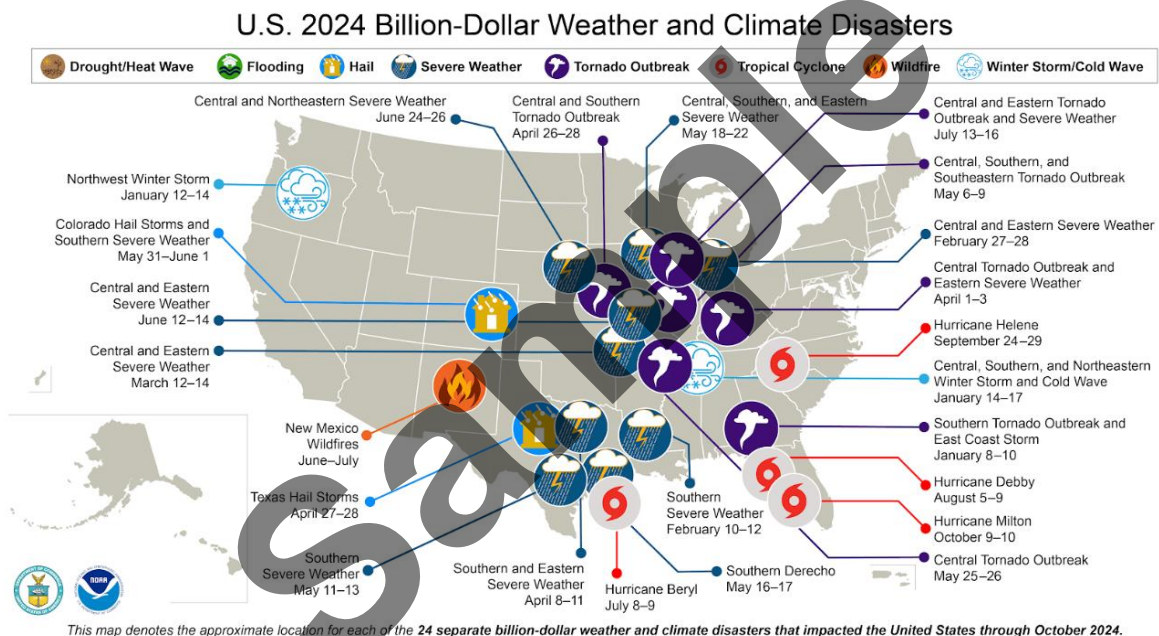 U.S. 2024 Billion-Dollar Weather and Climate Disasters
Drought/Heat Wave Flooding Hail Severe Weather Tornado Outbreak Tropical Cyclone Wildfire Winter Storm/Cold Wave
Central and Northeastern Severe Weather
June 24–26
Central and Southern
Tornado Outbreak
April 26–28
Central, Southern, and Eastern
Severe Weather
May 18–22
Central and Eastern Tornado
Outbreak and Severe Weather
July 13–16
Northwest Winter Storm
January 12–14
Central, Southern, and
Southeastern Tornado Outbreak
May 6–9
Colorado Hail Storms and
Southern Severe Weather
May 31–June 1
Central and Eastern Severe Weather
February 27–28
Central and Eastern
Severe Weather
June 12–14
Central Tornado Outbreak and
Eastern Severe Weather
April 1–3
Central and Eastern
Severe Weather
March 12–14
Hurricane Helene
September 24–29
Central, Southern, and Northeastern
Winter Storm and Cold Wave
January 14–17
New Mexico
Wildfires
June–July
Southern Tornado Outbreak and
East Coast Storm
January 8–10
Texas Hail Storms
April 27–28
Southern
Severe Weather
February 10–12
Hurricane Debby
August 5–9
Hurricane Milton
October 9–10
Southern
Severe Weather
May 11–13
Southern and Eastern
Severe Weather
April 8–11
Hurricane Beryl
July 8–9
Southern Derecho
May 16–17
Central Tornado Outbreak
May 25–26
NOAA
This map denotes the approximate location for each of the 24 separate billion-dollar weather and climate disasters that impacted the United States through October 2024.
Sample